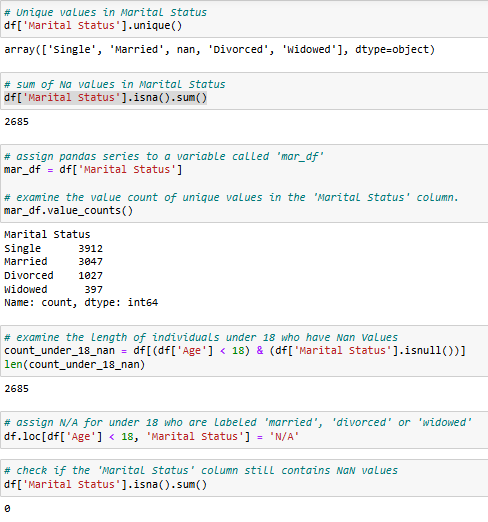 # Unique values in Marital Status
df['Marital Status'].unique()
array(['Single', 'Married', nan, 'Divorced', 'Widowed'], dtype=object)
# sum of Na values in Marital Status
df['Marital Status'].isna().sum()
2685
# assign pandas series to a variable called 'mar_df'
mar_df = df['Marital Status']
# examine the value count of unique values in the 'Marital Status' column.
mar_df.value_counts()
Marital Status
Single 3912
Married 3047
Divorced 1027
Widowed 397
Name: count, dtype: int64
# examine the length of individuals under 18 who have Nan Values
count_under_18_nan = df[(df['Age'] < 18) & (df['Marital Status'].isnull())]
len(count_under_18_nan)
2685
# assign N/A for under 18 who are labeled 'married', 'divorced' or 'widowed'
df.loc[df['Age'] < 18, 'Marital Status'] = 'N/A'
# check if the 'Marital Status' column still contains NaN values
df['Marital Status'].isna().sum()
0